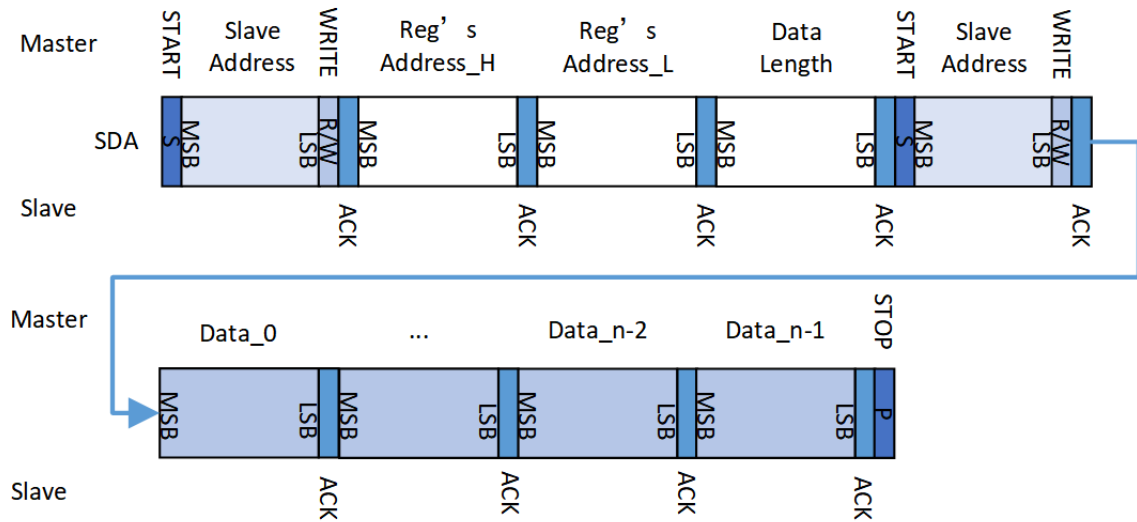 Master
START
Slave
Address
WRITE
Reg’s
Address_H
Reg’s
Address_L
Data
Length
START
Slave
Address
WRITE
SDA
S
MSB
LSB
R/W
MSB
LSB
MSB
LSB
MSB
LSB
S
MSB
LSB
R/W
Slave
ACK
ACK
ACK
ACK
ACK
Master
Data_0
...
Data_n-2
Data_n-1
STOP
MSB
LSB
MSB
LSB
MSB
LSB
MSB
LSB
P
Slave
ACK
ACK
ACK
ACK